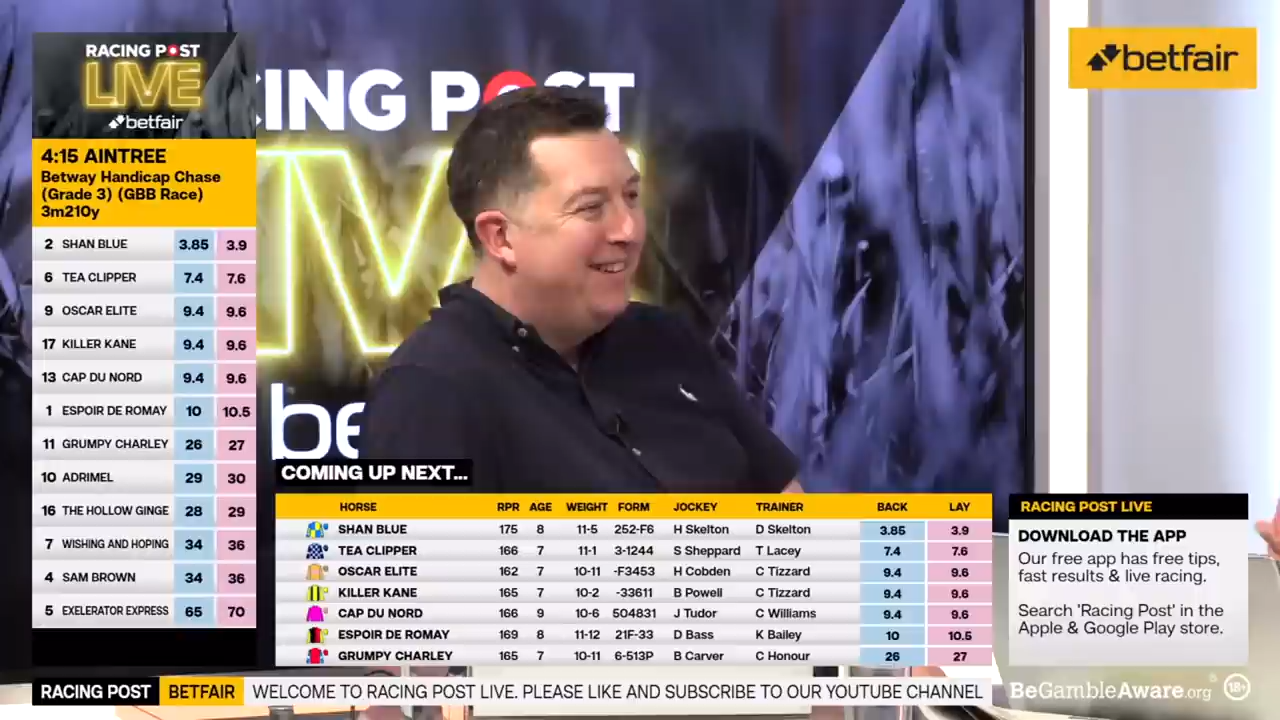 RACING POST
LIVE
betfair
4:15 AINTREE
Betway Handicap Chase
(Grade 3) (GBB Race)
3m210y
2 SHAN BLUE 3.85 3.9
6 TEA CLIPPER 7.4 7.6
9 OSCAR ELITE 9.4 9.6
17 KILLER KANE 9.4 9.6
13 CAP DU NORD 9.4 9.6
1 ESPOIR DE ROMAY 10 10.5
11 GRUMPY CHARLEY 26 27
10 ADRIMEL 29 30
16 THE HOLLOW GINGE 28 29
7 WISHING AND HOPING 34 36
4 SAM BROWN 34 36
5 EXELERATOR EXPRESS 65 70
CING POST
be
betfair
COMING UP NEXT...
HORSE RPR AGE WEIGHT FORM JOCKEY TRAINER BACK LAY
SHAN BLUE 175 8 11-5 252-F6 H Skelton D Skelton 3.85 3.9
TEA CLIPPER 166 7 11-1 3-1244 S Sheppard T Lacey 7.4 7.6
OSCAR ELITE 162 7 10-11 -F3453 H Cobden C Tizzard 9.4 9.6
KILLER KANE 165 7 10-2 -33611 B Powell C Tizzard 9.4 9.6
CAP DU NORD 166 9 10-6 504831 J Tudor C Williams 9.4 9.6
ESPOIR DE ROMAY 169 8 11-12 21F-33 D Bass K Bailey 10 10.5
GRUMPY CHARLEY 165 7 10-11 6-513P B Carver C Honour 26 27
RACING POST LIVE
DOWNLOAD THE APP
Our free app has free tips,
fast results & live racing.
Search 'Racing Post' in the
Apple & Google Play store.
RACING POST BETFAIR WELCOME TO RACING POST LIVE. PLEASE LIKE AND SUBSCRIBE TO OUR YOUTUBE CHANNEL
BeGambleAware.org 18+